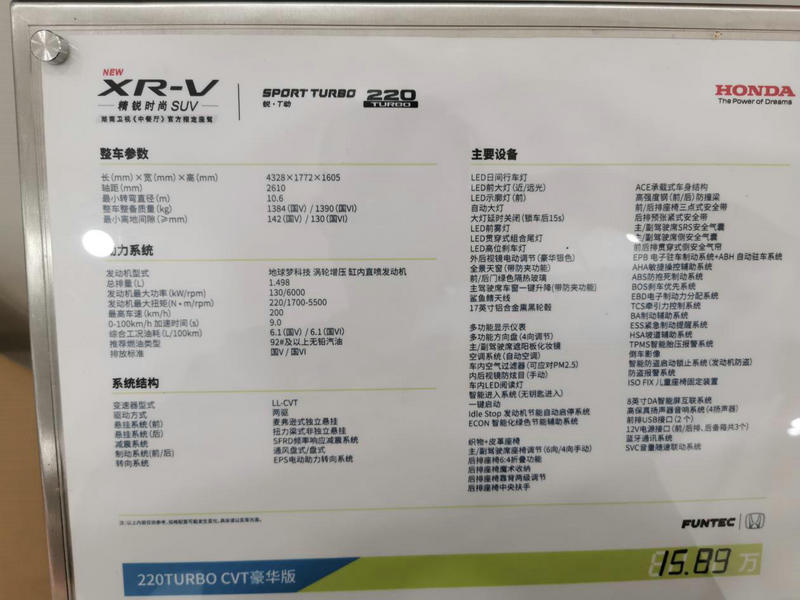 NEW
XR-V
精锐时尚 SUV
湖南卫视《中餐厅》官方指定座驾
SPORT TURBO
锐·T动
220
TURBO
HONDA
The Power of Dreams
整车参数
长(mm)×宽(mm)×高(mm) 4328×1772×1605
轴距(mm) 2610
最小转弯直径(m) 10.6
整车整备质量(kg) 1384 (国V) / 1390 (国VI)
最小离地间隙(≥mm) 142 (国V) / 130 (国VI)
动力系统
发动机型式 地球梦科技 涡轮增压 缸内直喷发动机
总排量(L) 1.498
发动机最大功率(kW/rpm) 130/6000
发动机最大扭矩(N·m/rpm) 220/1700-5500
最高车速(km/h) 200
0-100km/h 加速时间(s) 9.0
综合工况油耗(L/100km) 6.1 (国V) / 6.1 (国VI)
推荐燃油类型 92#及以上无铅汽油
排放标准 国V / 国VI
系统结构
变速器型式 LL-CVT
驱动方式 两驱
悬挂系统(前) 麦弗逊式独立悬挂
悬挂系统(后) 扭力梁式非独立悬挂
减震系统 SFRD频率响应减震系统
制动系统(前/后) 通风盘式/盘式
转向系统 EPS电动助力转向系统
主要设备
LED日间行车灯
LED前大灯(近/远光)
LED示廓灯(前)
自动大灯
大灯延时关闭(锁车后15s)
LED前雾灯
LED贯穿式组合尾灯
LED高位刹车灯
外后视镜电动调节(豪华银色)
全景天窗(带防夹功能)
前/后门绿色隔热玻璃
主驾驶席车窗一键升降(带防夹功能)
鲨鱼鳍天线
17英寸铝合金熏黑轮毂
多功能显示仪表
多功能方向盘(4向调节)
主/副驾驶席遮阳板化妆镜
空调系统(自动空调)
车内空气过滤器(可应对PM2.5)
内后视镜防炫目(手动)
车内LED阅读灯
智能进入系统(无钥匙进入)
一键启动
Idle Stop 发动机节能自动启停系统
ECON 智能化绿色节能辅助系统
织物+皮革座椅
主/副驾驶席座椅调节(6向/4向手动)
后排座椅6:4折叠功能
后排座椅魔术收纳
后排座椅靠背两级调节
后排座椅中央扶手
ACE承载式车身结构
高强度钢(前/后)防撞梁
前/后排座椅三点式安全带
后排预张紧式安全带
主/副驾驶席SRS安全气囊
主/副驾驶席侧安全气囊
前后排贯穿式侧安全气帘
EPB 电子驻车制动系统+ABH 自动驻车系统
AHA敏捷操控辅助系统
ABS防抱死制动系统
BOS刹车优先系统
EBD电子制动力分配系统
TCS牵引力控制系统
BA制动辅助系统
ESS紧急制动提醒系统
HSA坡道辅助系统
TPMS智能胎压报警系统
倒车影像
智能防盗启动锁止系统(发动机防盗)
防盗报警系统
ISO FIX 儿童座椅固定装置
8英寸DA智能屏互联系统
高保真扬声器音响系统(4扬声器)
前排USB接口(2个)
12V电源接口(前/后排、后备箱共3个)
蓝牙通讯系统
SVC音量随速联动系统
注:以上内容仅供参考,规格配置可能发生变化,具体请以实车为准。
FUNTEC
220TURBO CVT豪华版
15.89 万